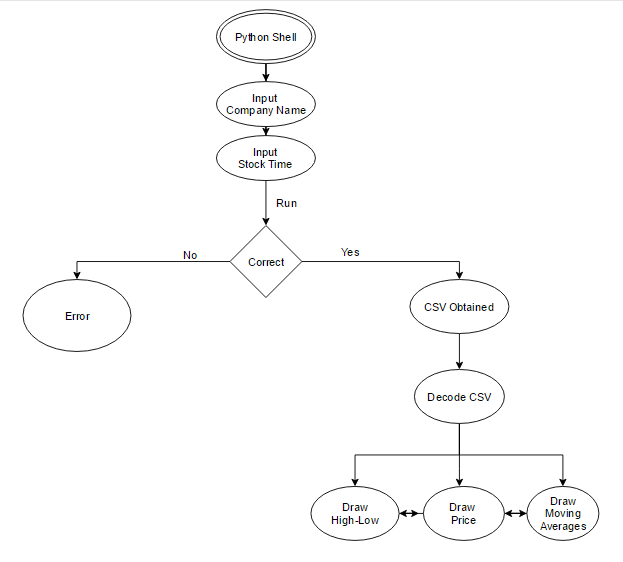 Python Shell
Input
Company Name
Input
Stock Time
Run
No
Yes
Correct
Error
CSV Obtained
Decode CSV
Draw
High-Low
Draw
Price
Draw
Moving
Averages